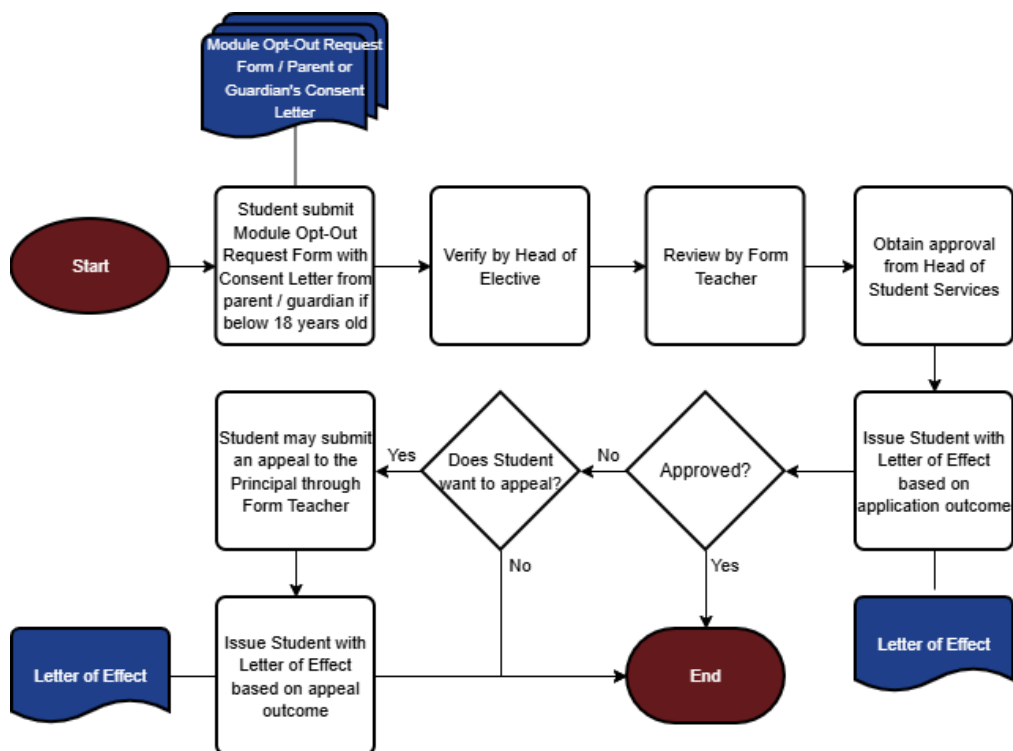 Module Opt-Out Request
Form / Parent or
Guardian's Consent
Letter
Start
Student submit
Module Opt-Out
Request Form with
Consent Letter from
parent / guardian if
below 18 years old
Verify by Head of
Elective
Review by Form
Teacher
Obtain approval
from Head of
Student Services
Issue Student with
Letter of Effect
based on
application outcome
Letter of Effect
Approved?
Yes
No
Does Student
want to appeal?
Yes
No
Student may submit
an appeal to the
Principal through
Form Teacher
Issue Student with
Letter of Effect
based on appeal
outcome
Letter of Effect
End